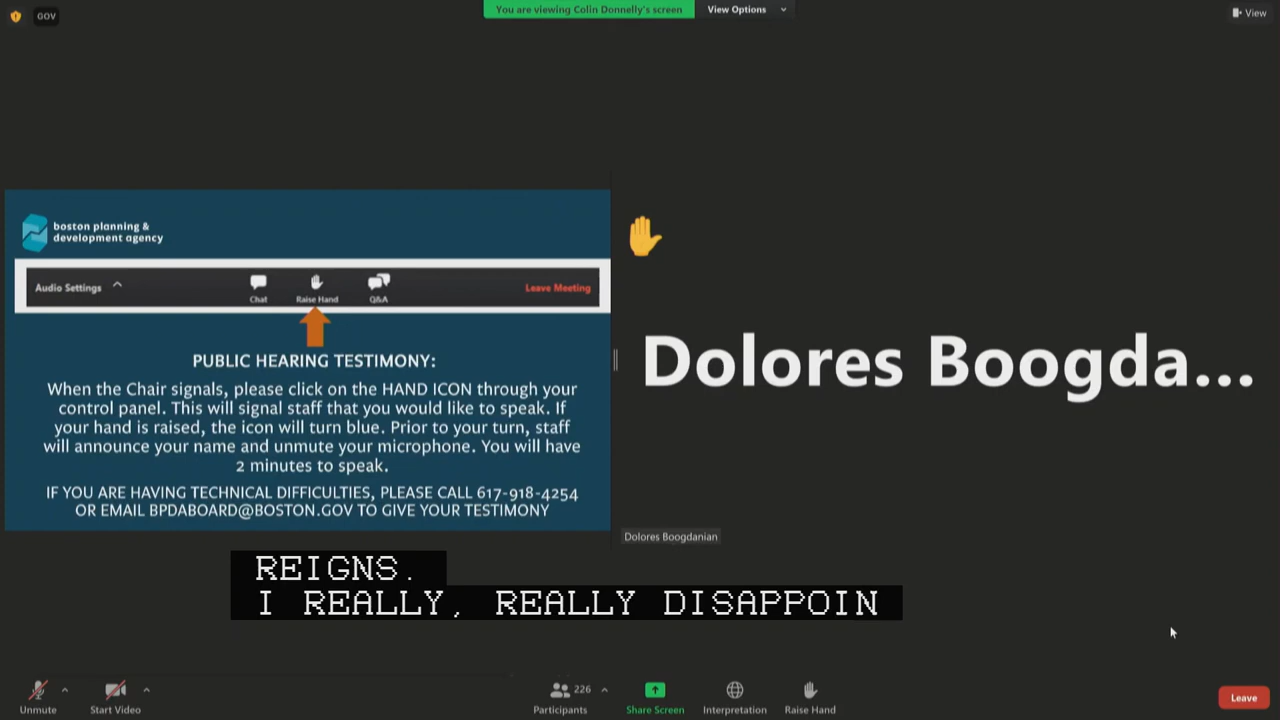 GOV
You are viewing Colin Donnelly's screen
View Options
View
boston planning &
development agency
Audio Settings
Chat
Raise Hand
Q&A
Leave Meeting
PUBLIC HEARING TESTIMONY:
When the Chair signals, please click on the HAND ICON through your
control panel. This will signal staff that you would like to speak. If
your hand is raised, the icon will turn blue. Prior to your turn, staff
will announce your name and unmute your microphone. You will have
2 minutes to speak.
IF YOU ARE HAVING TECHNICAL DIFFICULTIES, PLEASE CALL 617-918-4254
OR EMAIL BPDABOARD@BOSTON.GOV TO GIVE YOUR TESTIMONY
Dolores Boogda...
Dolores Boogdanian
REIGNS.
I REALLY, REALLY DISAPPOIN
Unmute
Start Video
226
Participants
Share Screen
Interpretation
Raise Hand
Leave